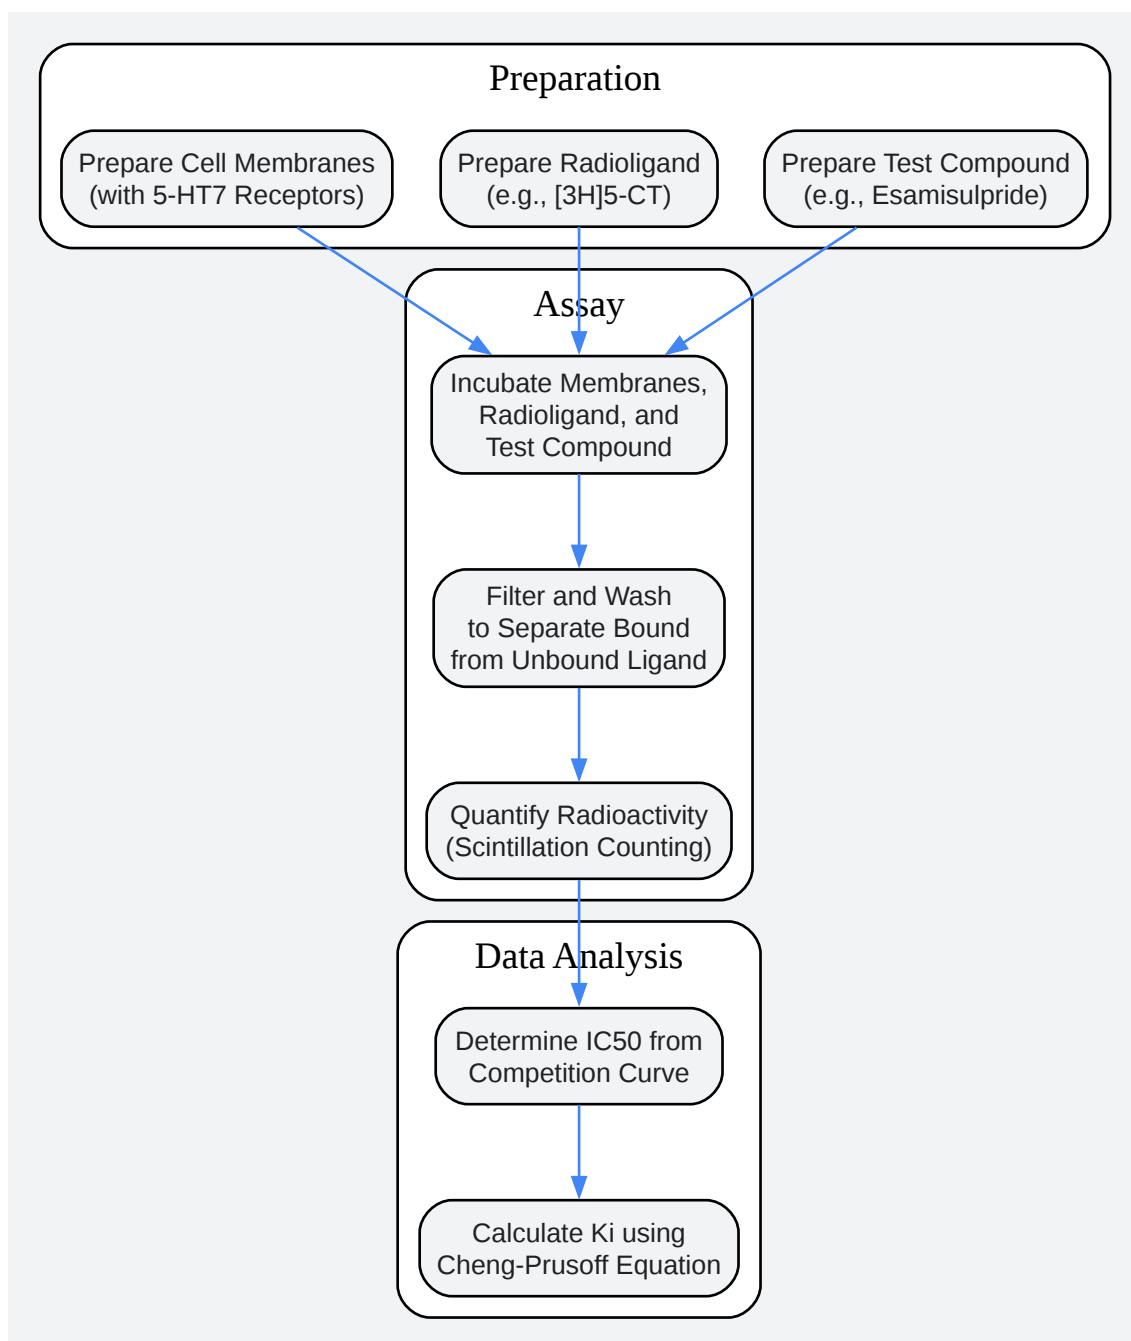 Preparation
Prepare Cell Membranes
(with 5-HT7 Receptors)
Prepare Radioligand
(e.g., [3H]5-CT)
Prepare Test Compound
(e.g., Esamisulpride)
Assay
Incubate Membranes,
Radioligand, and
Test Compound
Filter and Wash
to Separate Bound
from Unbound Ligand
Quantify Radioactivity
(Scintillation Counting)
Data Analysis
Determine IC50 from
Competition Curve
Calculate Ki using
Cheng-Prusoff Equation